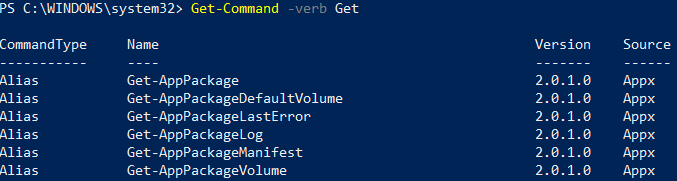 PS C:\WINDOWS\system32> Get-Command -verb Get
CommandType Name Version Source
----------- ---- ------- ------
Alias Get-AppPackage 2.0.1.0 Appx
Alias Get-AppPackageDefaultVolume 2.0.1.0 Appx
Alias Get-AppPackageLastError 2.0.1.0 Appx
Alias Get-AppPackageLog 2.0.1.0 Appx
Alias Get-AppPackageManifest 2.0.1.0 Appx
Alias Get-AppPackageVolume 2.0.1.0 Appx